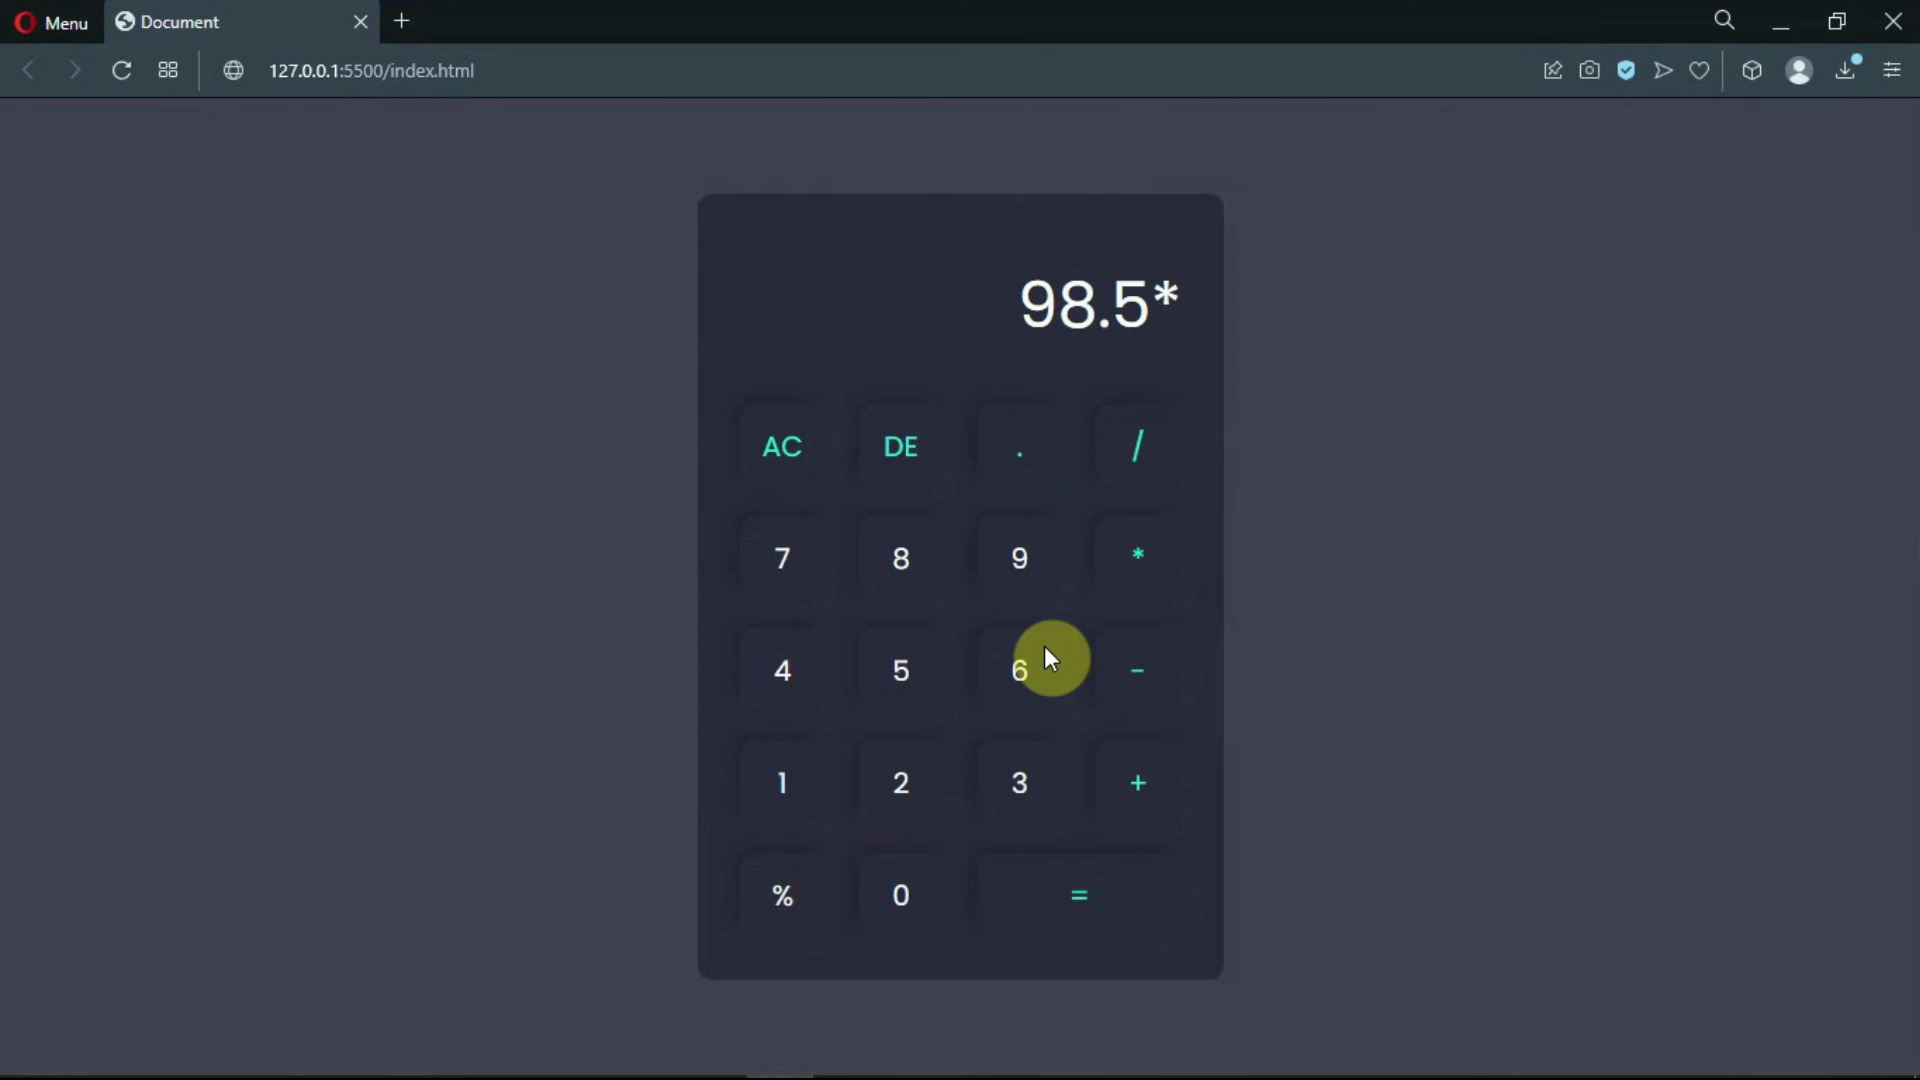 Menu
Document
127.0.0.1:5500/index.html
98.5*
AC DE . /
7 8 9 *
4 5 6 -
1 2 3 +
% 0 =